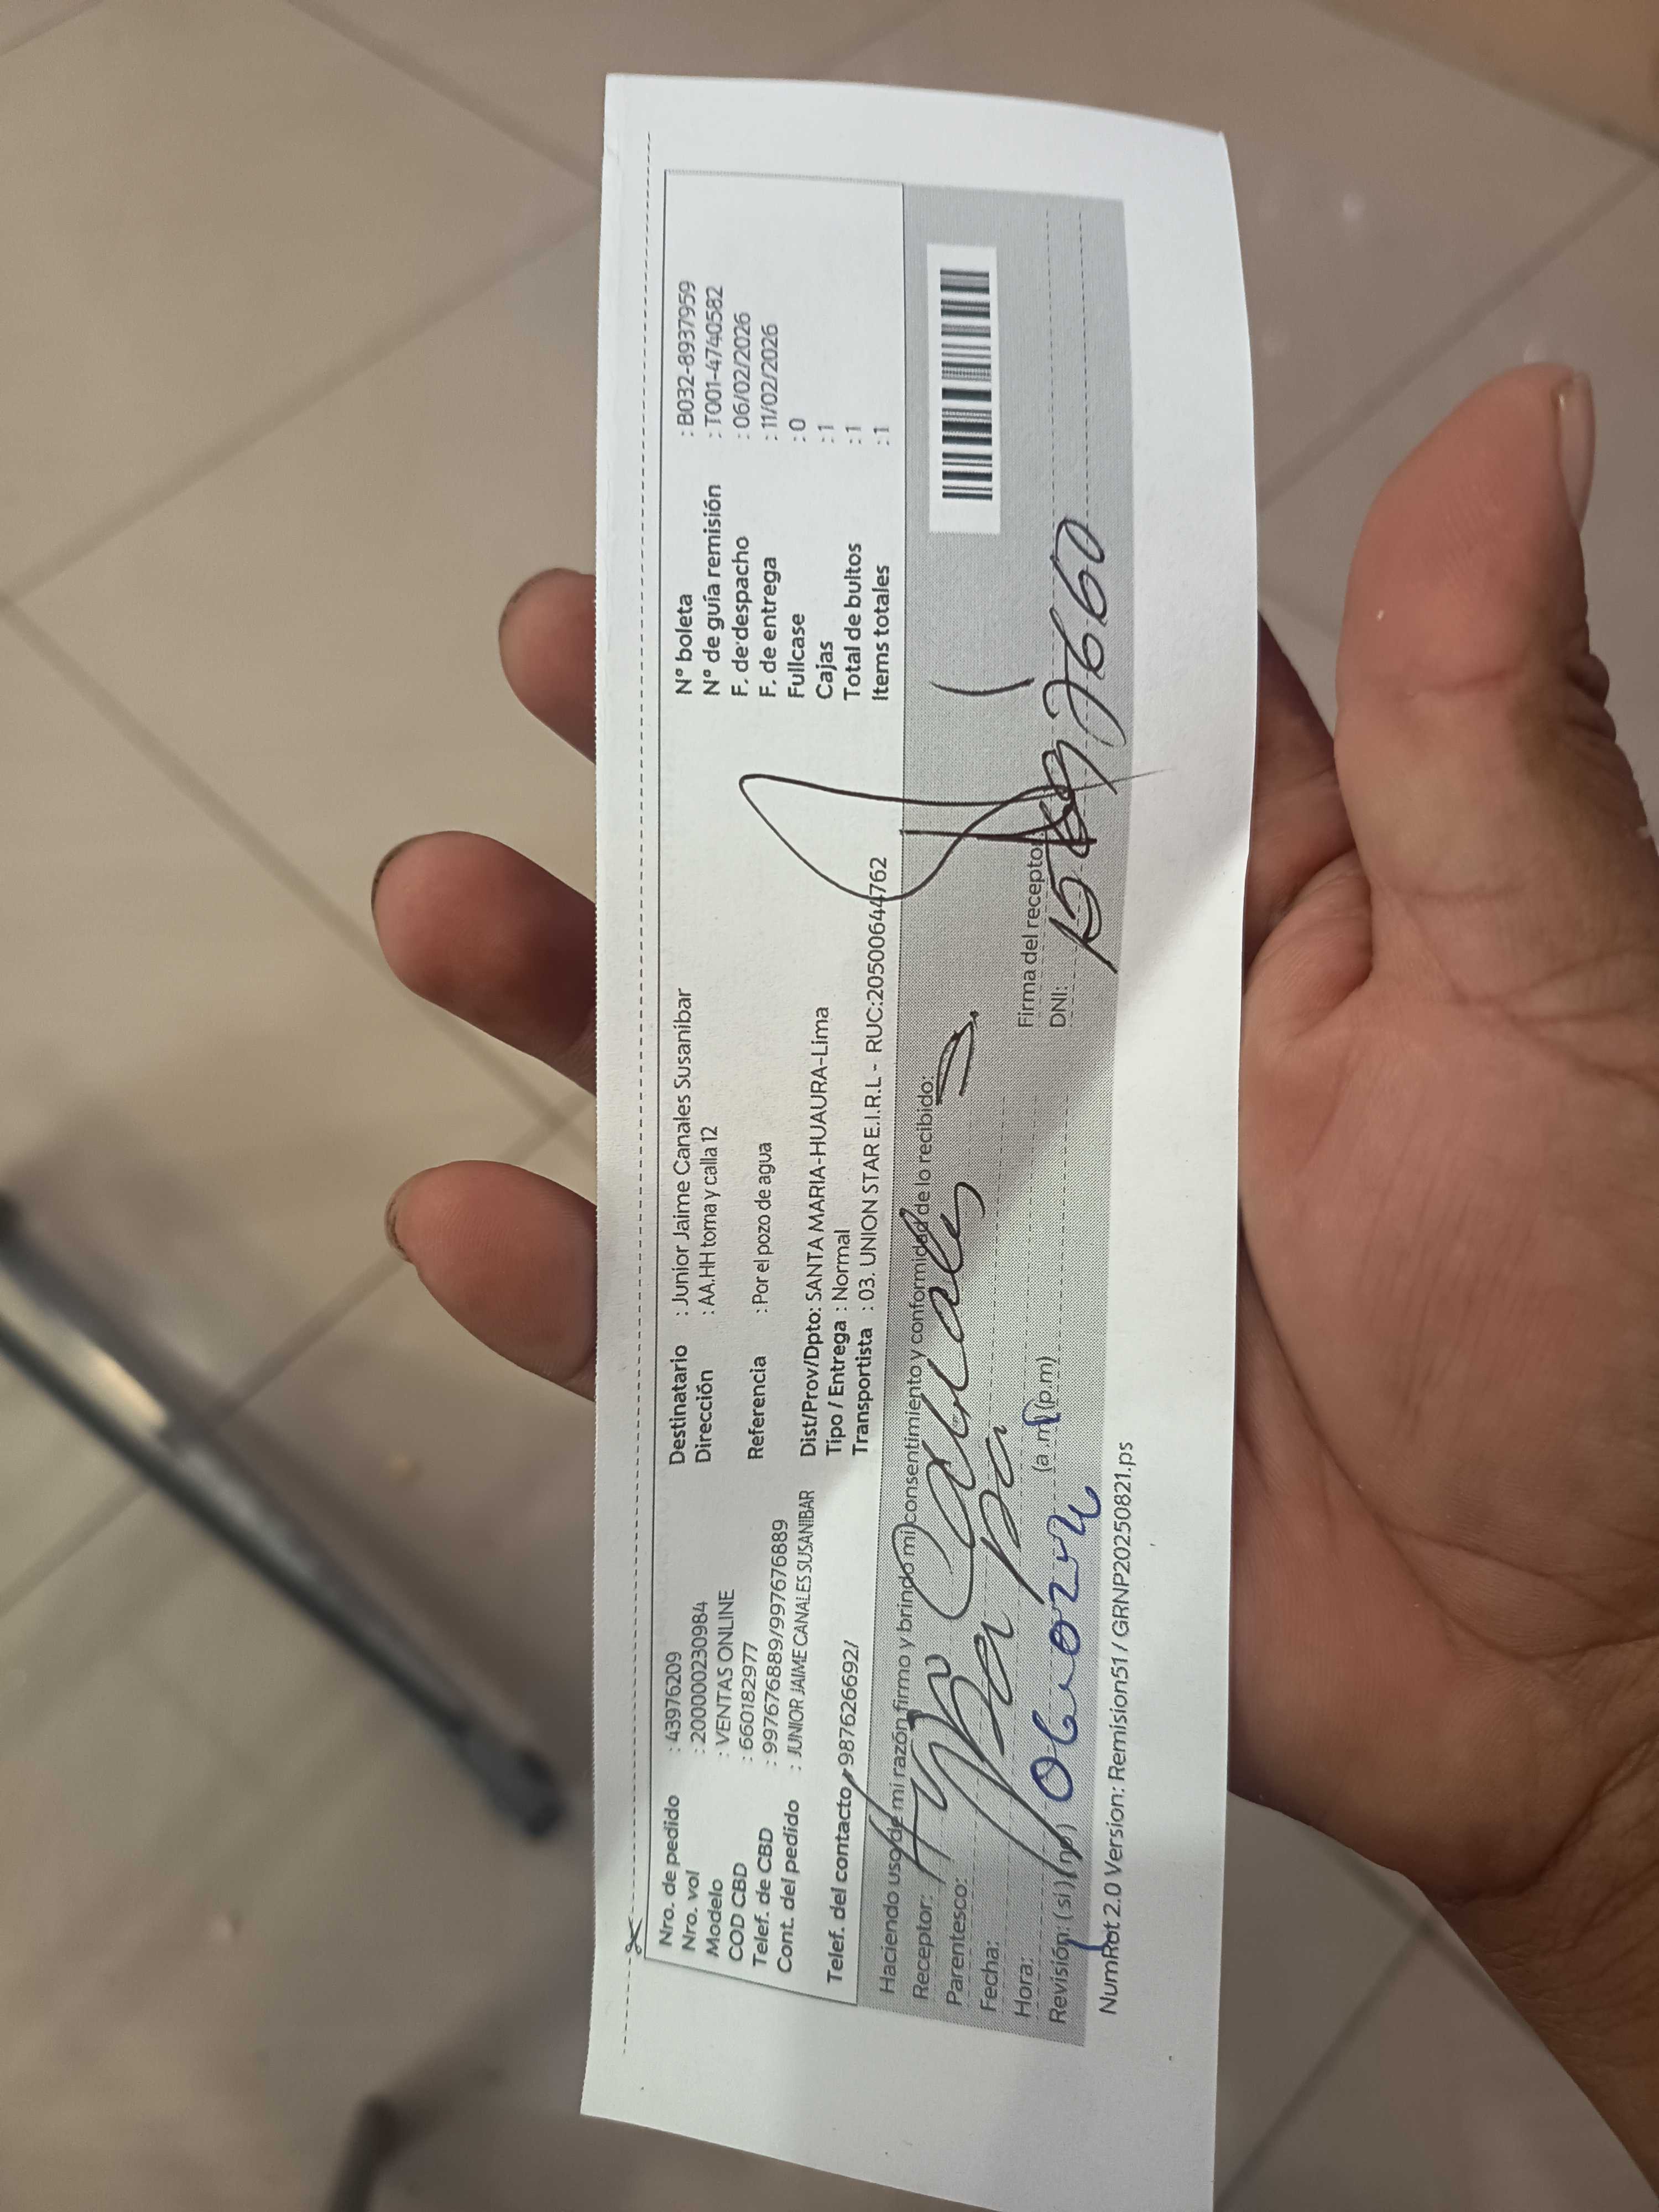 Nro. de pedido : 43976209
Nro. vol : 200000230984
Modelo : VENTAS ONLINE
COD CBD : 660182977
Telef. de CBD : 997676889/997676889
Cont. del pedido : JUNIOR JAIME CANALES SUSANIBAR
Telef. del contacto 987626692/
Destinatario : Junior Jaime Canales Susanibar
Dirección : AA.HH toma y calla 12
Referencia : Por el pozo de agua
Dist/Prov/Dpto: SANTA MARIA-HUAURA-Lima
Tipo / Entrega : Normal
Transportista : 03. UNION STAR E.I.R.L - RUC:20500644762
N° boleta : B032-8937959
N° de guía remisión : T001-4740582
F. de despacho : 06/02/2026
F. de entrega : 11/02/2026
Fullcase : 0
Cajas : 1
Total de bultos : 1
Items totales : 1
Haciendo uso de mi razón firmo y brindo mi consentimiento y conformidad de lo recibido:
Receptor: Canales
Parentesco: Papa
Fecha:
Hora: (a.m) (p.m)
Revisión: (si) (no)
Firma del receptor
DNI:
NumRot 2.0 Version: Remision51 / GRNP20250821.ps